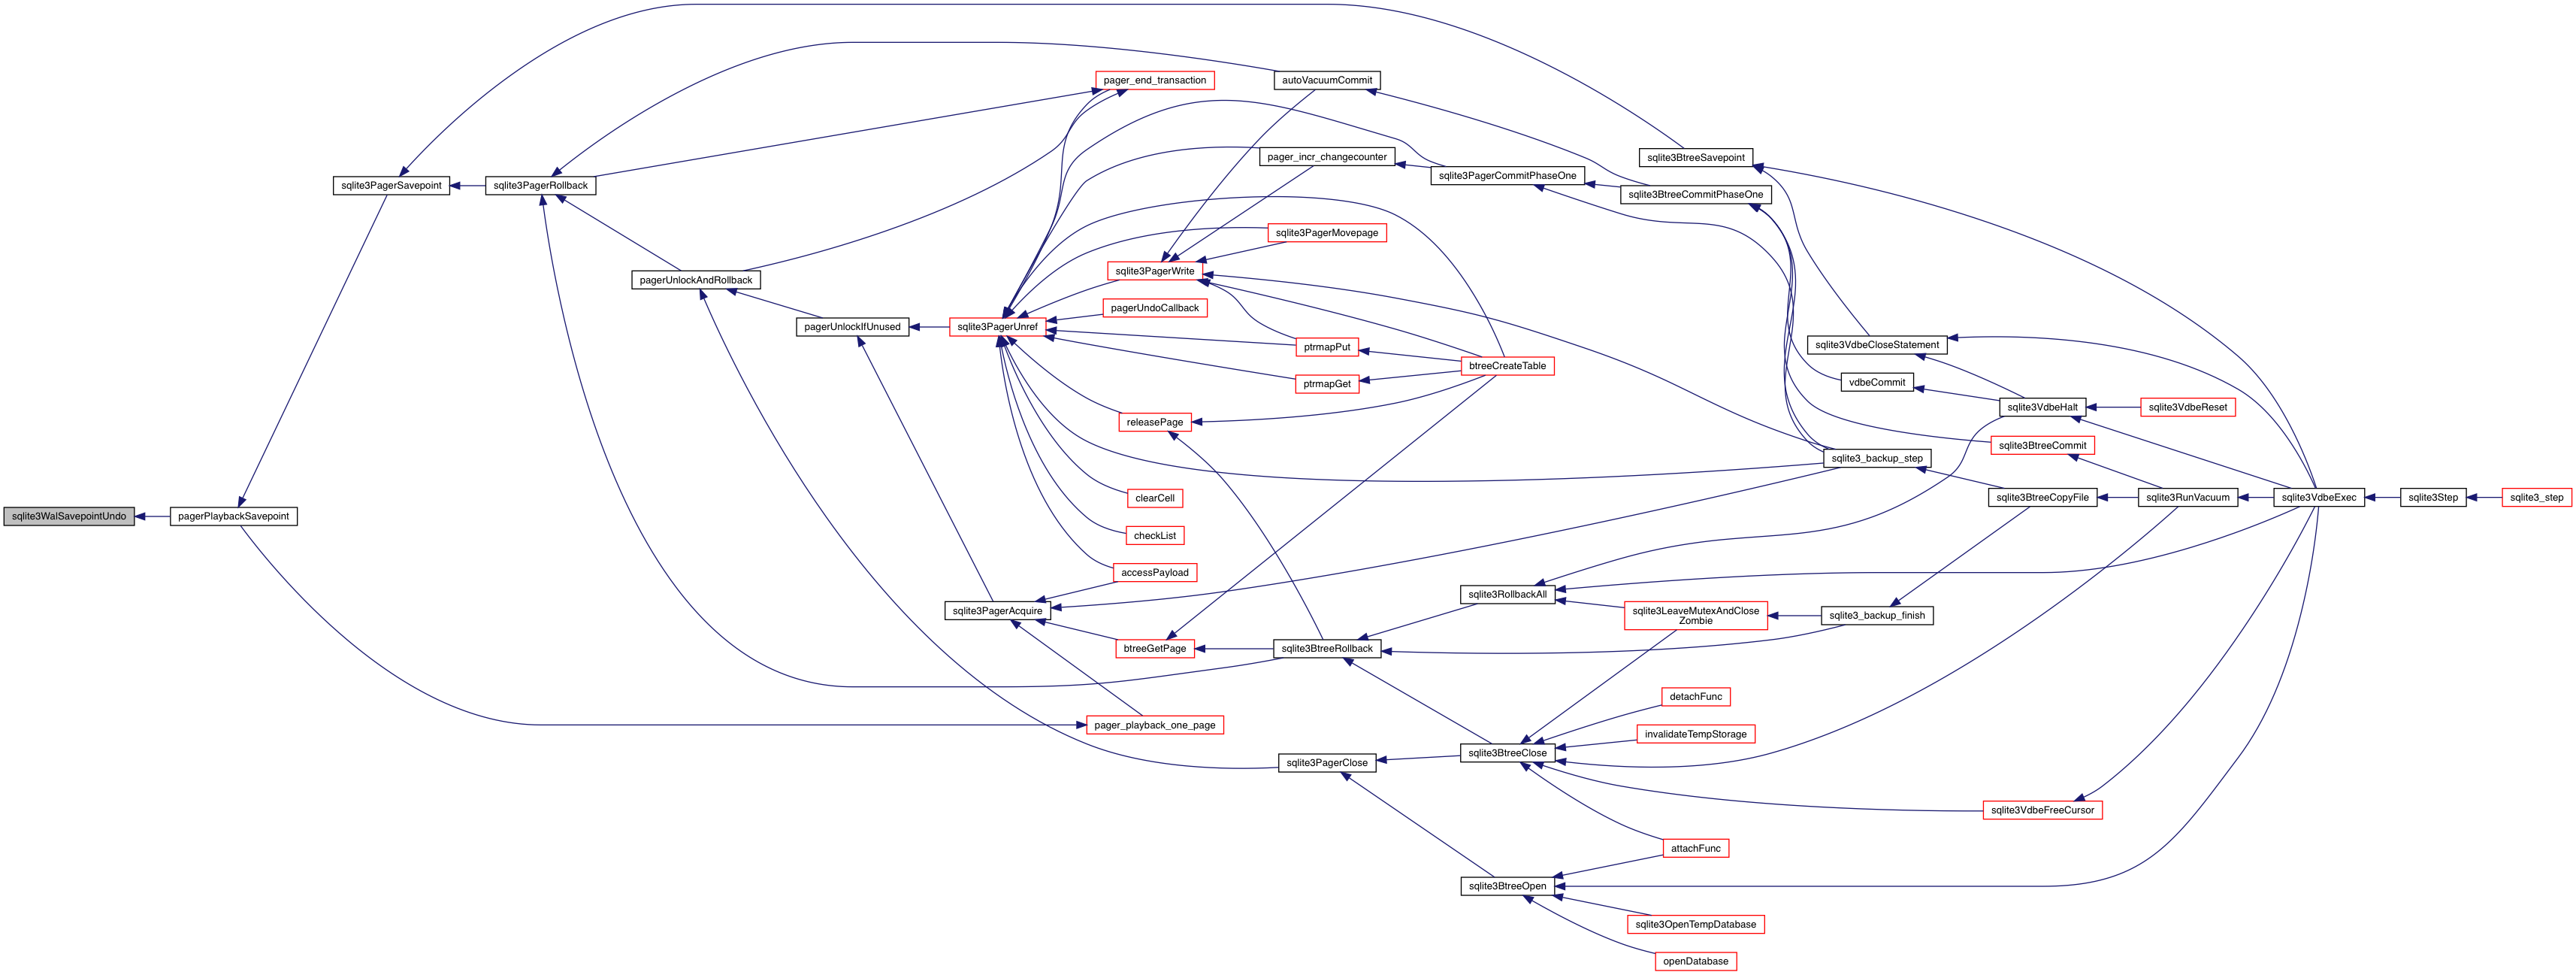 sqlite3WalSavepointUndo
pagerPlaybackSavepoint
sqlite3PagerSavepoint
sqlite3PagerRollback
pagerUnlockAndRollback
pagerUnlockIfUnused
sqlite3PagerUnref
sqlite3PagerAcquire
pager_end_transaction
sqlite3PagerWrite
pagerUndoCallback
releasePage
clearCell
checkList
accessPayload
btreeGetPage
pager_playback_one_page
autoVacuumCommit
pager_incr_changecounter
sqlite3PagerMovepage
ptrmapPut
ptrmapGet
sqlite3BtreeRollback
sqlite3PagerClose
sqlite3PagerCommitPhaseOne
btreeCreateTable
sqlite3RollbackAll
sqlite3BtreeClose
sqlite3BtreeOpen
sqlite3BtreeSavepoint
sqlite3BtreeCommitPhaseOne
sqlite3LeaveMutexAndClose
Zombie
detachFunc
invalidateTempStorage
attachFunc
sqlite3OpenTempDatabase
openDatabase
sqlite3VdbeCloseStatement
vdbeCommit
sqlite3_backup_step
sqlite3_backup_finish
sqlite3VdbeHalt
sqlite3BtreeCommit
sqlite3BtreeCopyFile
sqlite3VdbeFreeCursor
sqlite3VdbeReset
sqlite3RunVacuum
sqlite3VdbeExec
sqlite3Step
sqlite3_step